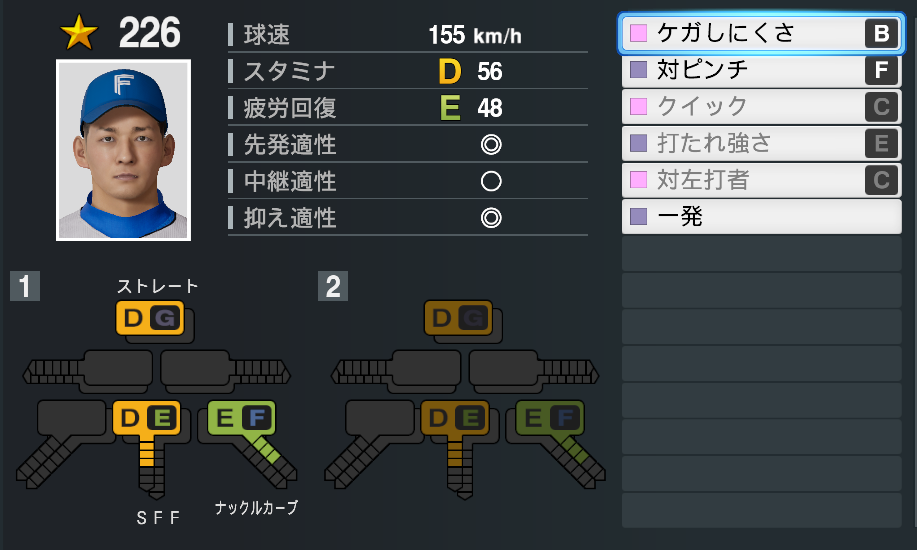 226
球速 155 km/h
スタミナ D 56
疲労回復 E 48
先発適性 ◎
中継適性 ○
抑え適性 ◎
F
ケガしにくさ B
対ピンチ F
クイック C
打たれ強さ E
対左打者 C
一発
1
ストレート
D G
D E
E F
SFF
ナックルカーブ
2
D G
D E
E F